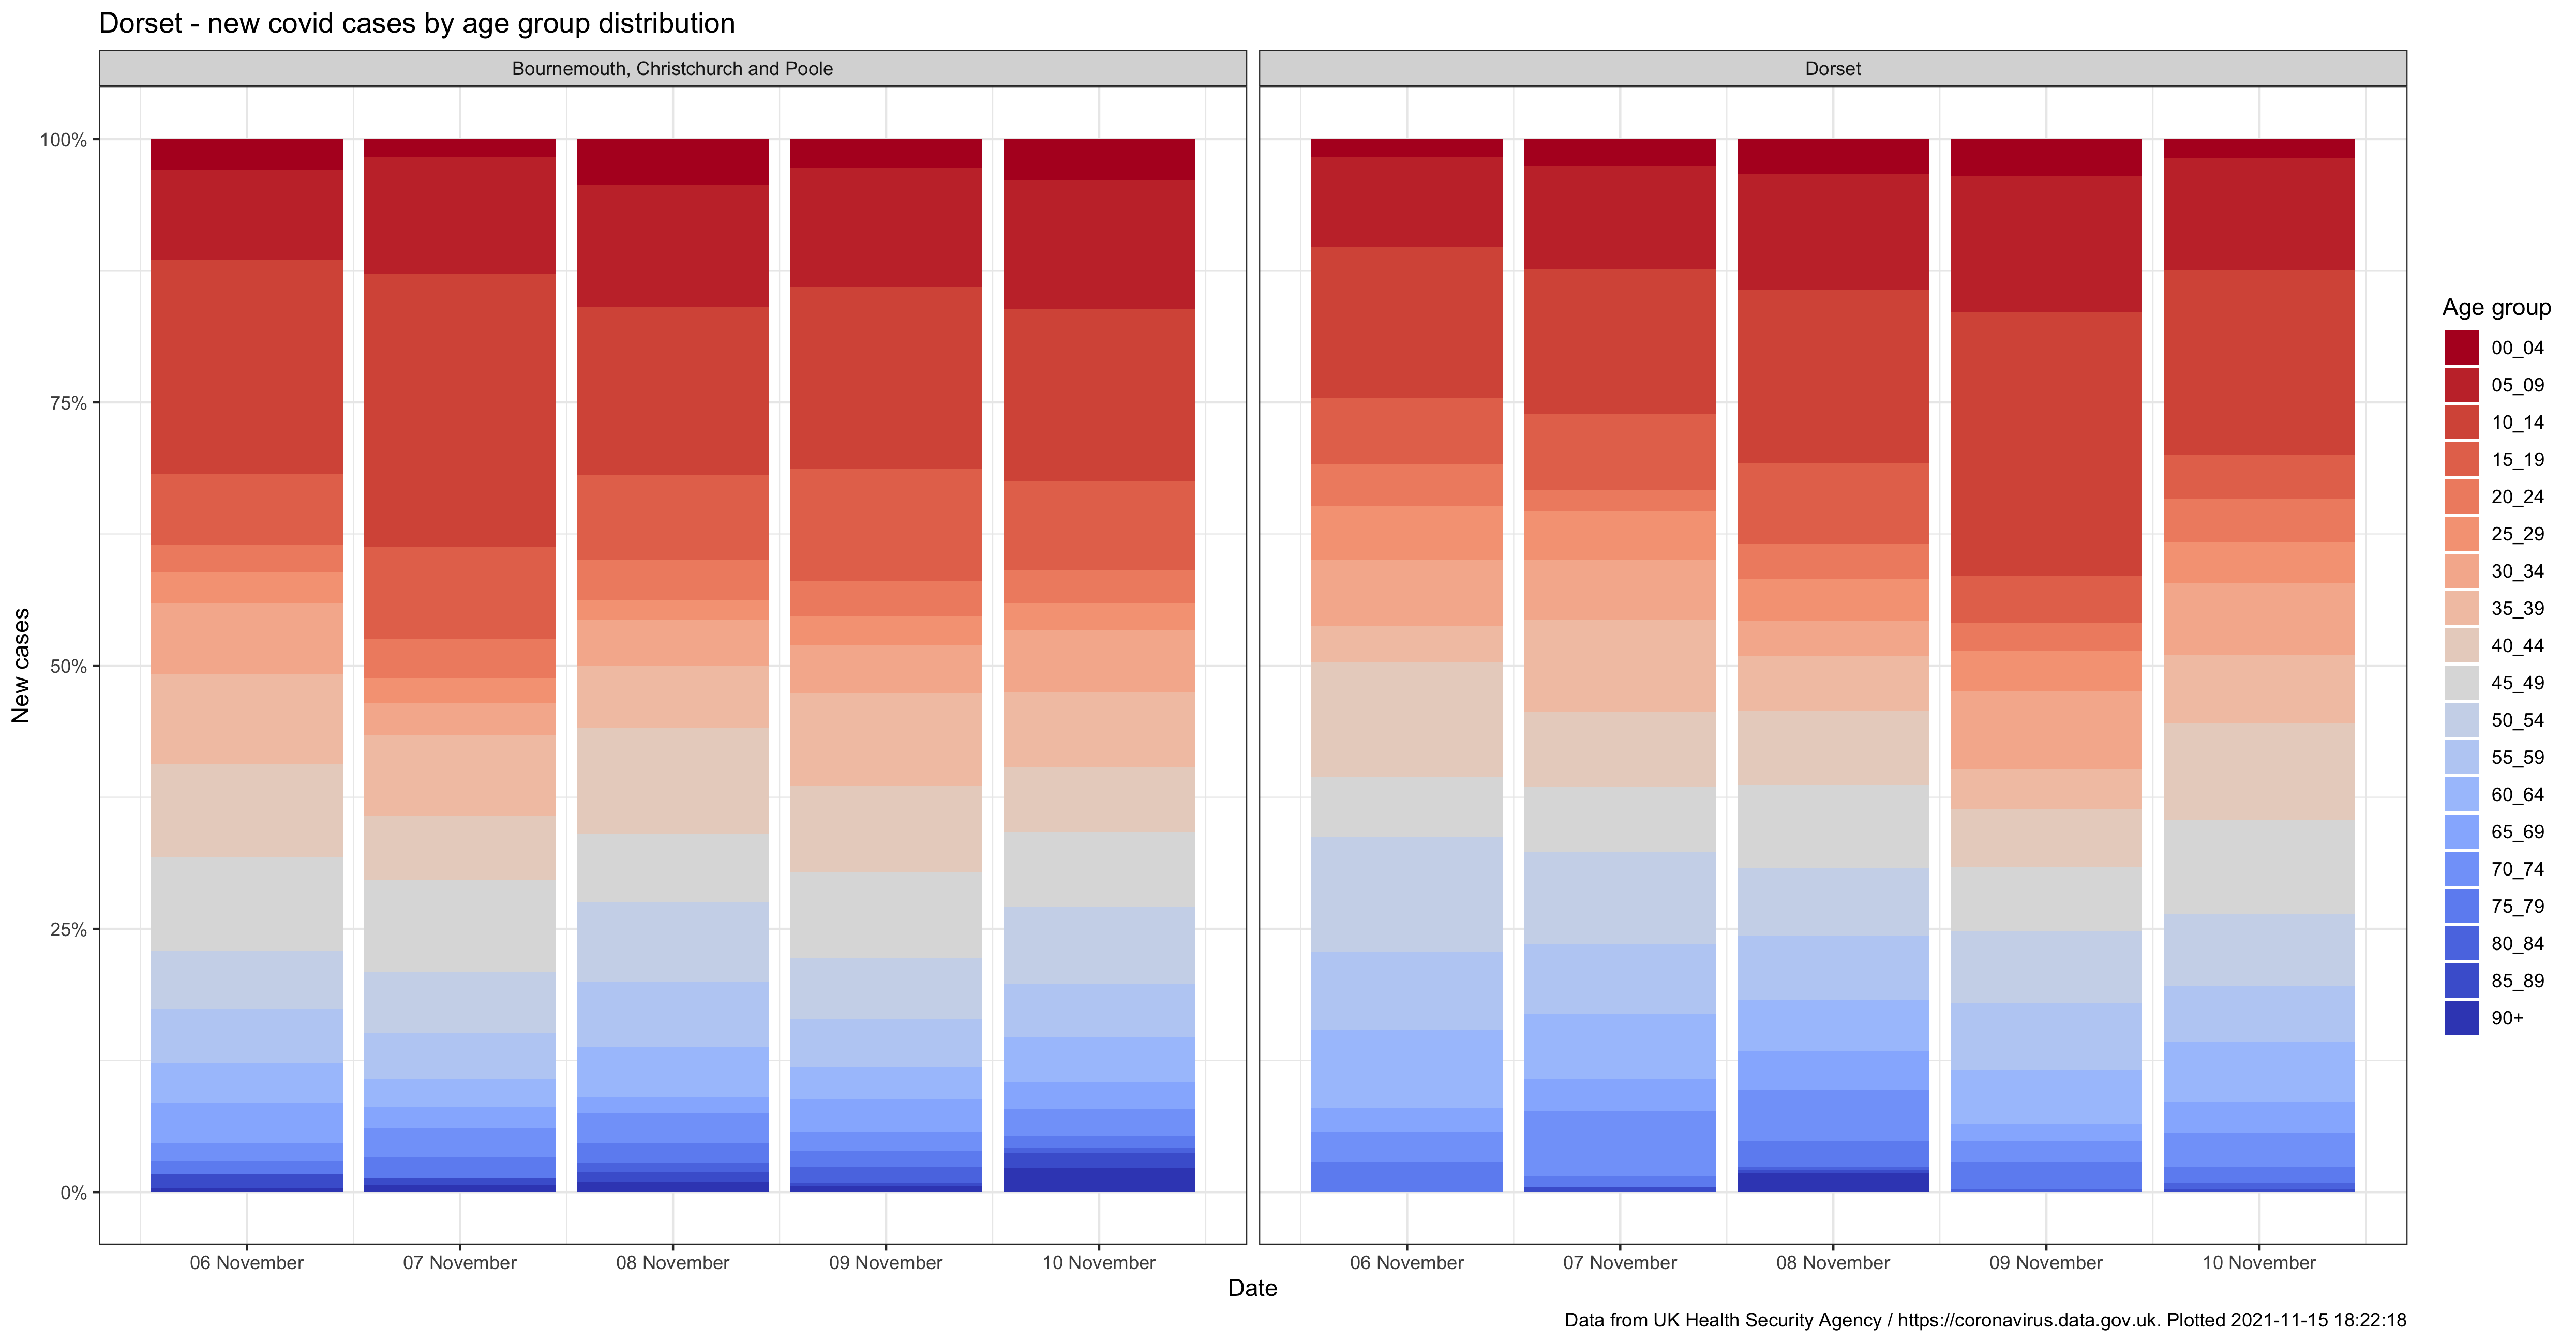 Dorset - new covid cases by age group distribution
Bournemouth, Christchurch and Poole
Dorset
100%
75%
50%
25%
0%
New cases
06 November
07 November
08 November
09 November
10 November
06 November
07 November
08 November
09 November
10 November
Date
Age group
00_04
05_09
10_14
15_19
20_24
25_29
30_34
35_39
40_44
45_49
50_54
55_59
60_64
65_69
70_74
75_79
80_84
85_89
90+
Data from UK Health Security Agency / https://coronavirus.data.gov.uk. Plotted 2021-11-15 18:22:18